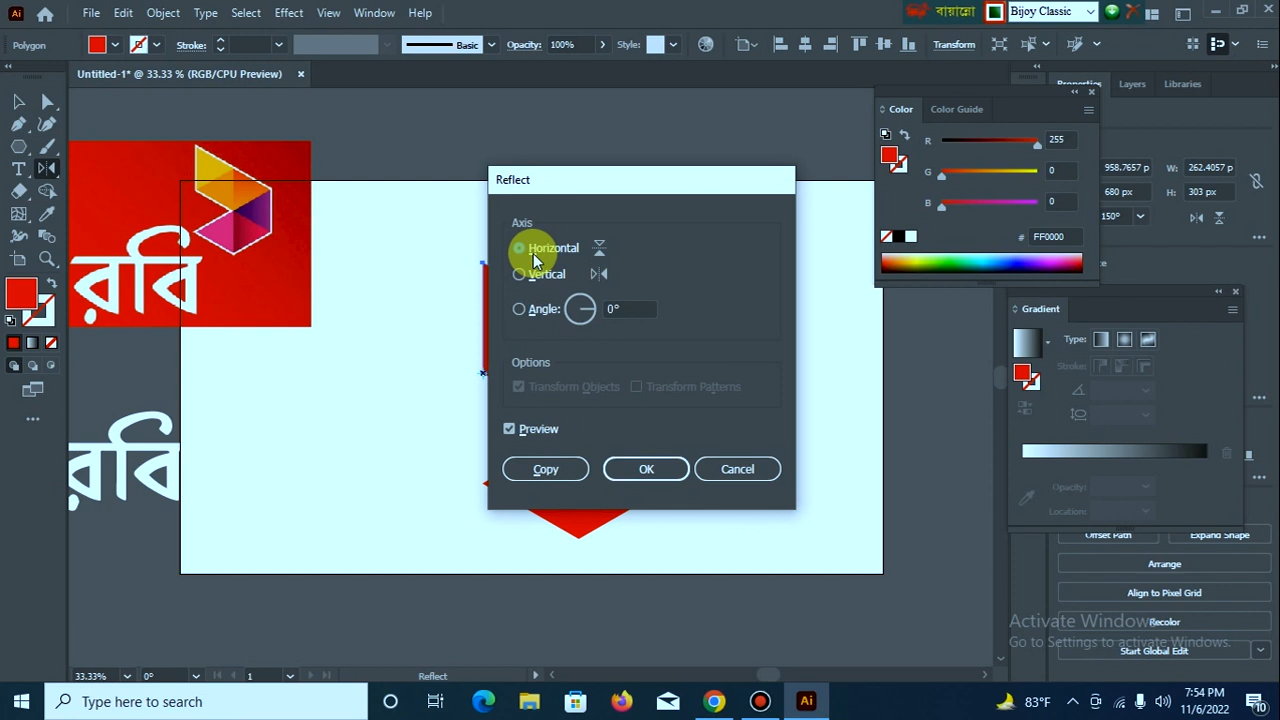 Ai File Edit Object Type Select Effect View Window Help বায়ান্নো Bijoy Classic
Polygon Stroke: Basic Opacity: 100% Style: Transform
Untitled-1* @ 33.33 % (RGB/CPU Preview)
Properties Layers Libraries
Color Color Guide
R 255
G 0
B 0
# FF0000
958.7657 p W: 262.4057 p
680 px H: 303 px
150°
Gradient
Type:
Stroke:
Opacity:
Location:
Offset Path Expand Shape
Arrange
Align to Pixel Grid
Recolor
Start Global Edit
Activate Windows
Go to Settings to activate Windows.
রবি
রবি
Reflect
Axis
Horizontal
Vertical
Angle: 0°
Options
Transform Objects Transform Patterns
Preview
Copy OK Cancel
33.33% 0° 1 Reflect
Type here to search
Ai
83°F
7:54 PM
11/6/2022
10